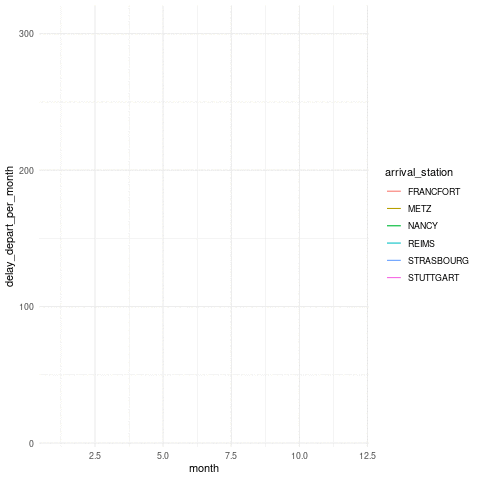 300
200
100
0
delay_depart_per_month
2.5 5.0 7.5 10.0 12.5
month
arrival_station
FRANCFORT
METZ
NANCY
REIMS
STRASBOURG
STUTTGART